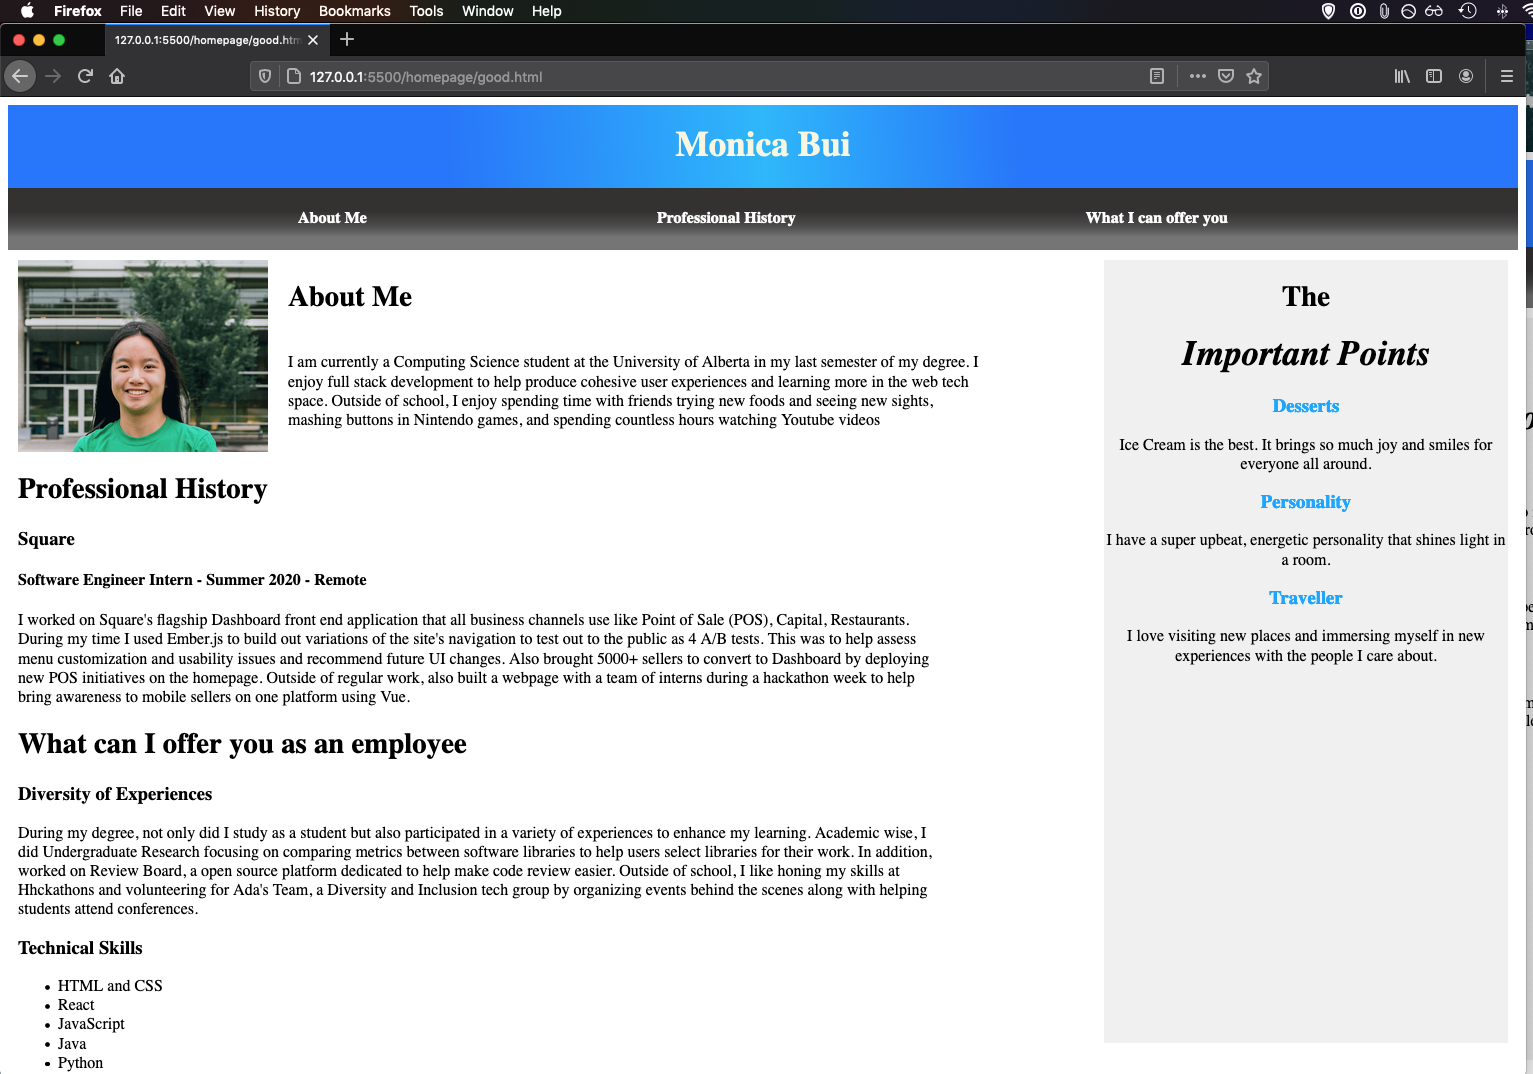 Firefox File Edit View History Bookmarks Tools Window Help
127.0.0.1:5500/homepage/good.htm
127.0.0.1:5500/homepage/good.html
Monica Bui
About Me Professional History What I can offer you
About Me
I am currently a Computing Science student at the University of Alberta in my last semester of my degree. I
enjoy full stack development to help produce cohesive user experiences and learning more in the web tech
space. Outside of school, I enjoy spending time with friends trying new foods and seeing new sights,
mashing buttons in Nintendo games, and spending countless hours watching Youtube videos
Professional History
Square
Software Engineer Intern - Summer 2020 - Remote
I worked on Square's flagship Dashboard front end application that all business channels use like Point of Sale (POS), Capital, Restaurants.
During my time I used Ember.js to build out variations of the site's navigation to test out to the public as 4 A/B tests. This was to help assess
menu customization and usability issues and recommend future UI changes. Also brought 5000+ sellers to convert to Dashboard by deploying
new POS initiatives on the homepage. Outside of regular work, also built a webpage with a team of interns during a hackathon week to help
bring awareness to mobile sellers on one platform using Vue.
What can I offer you as an employee
Diversity of Experiences
During my degree, not only did I study as a student but also participated in a variety of experiences to enhance my learning. Academic wise, I
did Undergraduate Research focusing on comparing metrics between software libraries to help users select libraries for their work. In addition,
worked on Review Board, a open source platform dedicated to help make code review easier. Outside of school, I like honing my skills at
Hhckathons and volunteering for Ada's Team, a Diversity and Inclusion tech group by organizing events behind the scenes along with helping
students attend conferences.
Technical Skills
• HTML and CSS
• React
• JavaScript
• Java
• Python
The
Important Points
Desserts
Ice Cream is the best. It brings so much joy and smiles for
everyone all around.
Personality
I have a super upbeat, energetic personality that shines light in
a room.
Traveller
I love visiting new places and immersing myself in new
experiences with the people I care about.